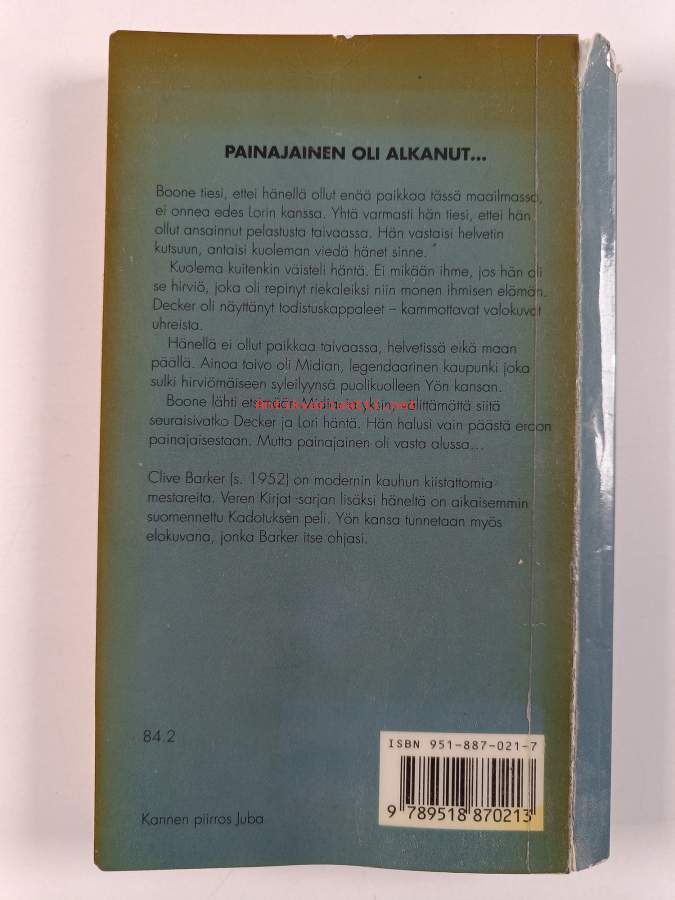 PAINAJAINEN OLI ALKANUT...
Boone tiesi, ettei hänellä ollut enää paikkaa tässä maailmassa,
ei onnea edes Lorin kanssa. Yhtä varmasti hän tiesi, ettei hän
ollut ansainnut pelastusta taivaassa. Hän vastaisi helvetin
kutsuun, antaisi kuoleman viedä hänet sinne.
Kuolema kuitenkin väisteli häntä. Ei mikään ihme, jos hän oli
se hirviö, joka oli repinyt riekaleiksi niin monen ihmisen elämän.
Decker oli näyttänyt todistuskappaleet – kammottavat valokuvat
uhreista.
Hänellä ei ollut paikkaa taivaassa, helvetissä eikä maan
päällä. Ainoa toivo oli Midian, legendaarinen kaupunki joka
sulki hirviömäiseen syleilyynsä puolikuolleen Yön kansan.
Boone lähti välittämättä siitä
seuraisivatko Decker ja Lori häntä. Hän halusi vain päästä eroon
painajaisestaan. Mutta painajainen oli vasta alussa...
Clive Barker (s. 1952) on modernin kauhun kiistattomia
mestareita. Veren Kirjat -sarjan lisäksi häneltä on aikaisemmin
suomennettu Kadotuksen peli. Yön kansa tunnetaan myös
elokuvana, jonka Barker itse ohjasi.
84.2
ISBN 951-887-021-7
9 789518 870213
Kannen piirros Juba